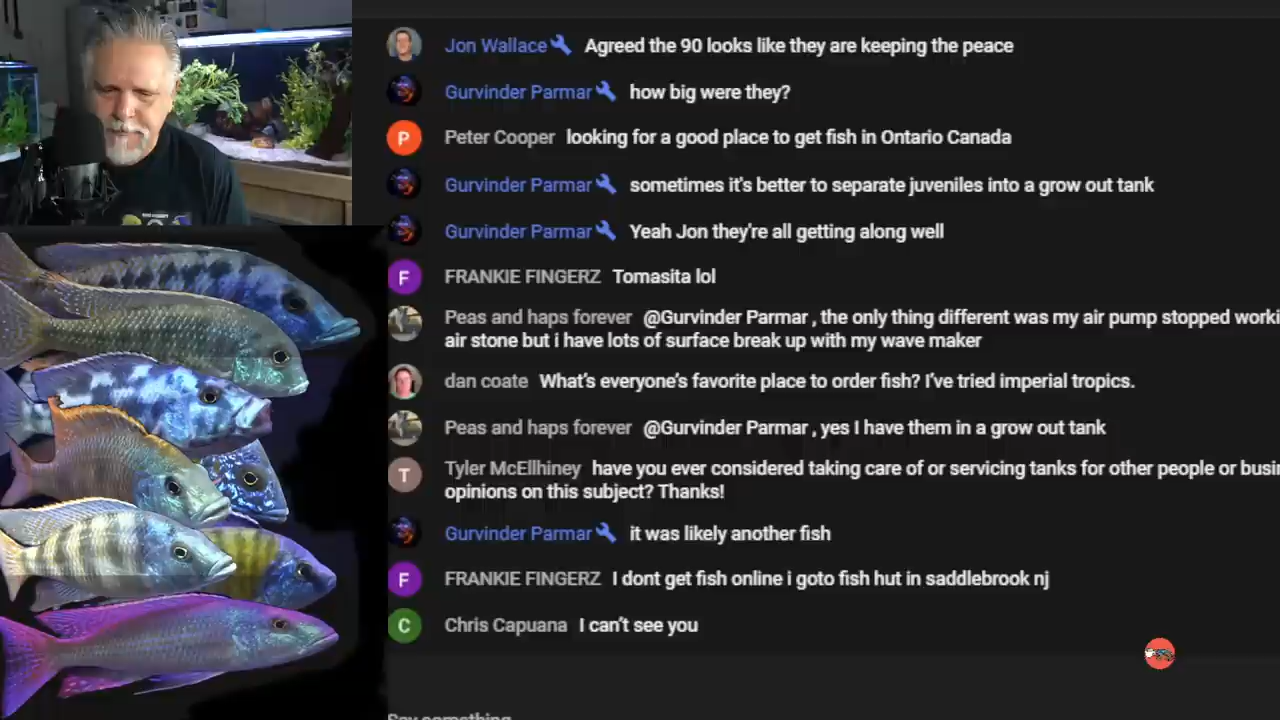 Jon Wallace Agreed the 90 looks like they are keeping the peace
Gurvinder Parmar how big were they?
P Peter Cooper looking for a good place to get fish in Ontario Canada
Gurvinder Parmar sometimes it's better to separate juveniles into a grow out tank
Gurvinder Parmar Yeah Jon they're all getting along well
F FRANKIE FINGERZ Tomasita lol
Peas and haps forever @Gurvinder Parmar , the only thing different was my air pump stopped worki
air stone but i have lots of surface break up with my wave maker
dan coate What's everyone's favorite place to order fish? I've tried imperial tropics.
Peas and haps forever @Gurvinder Parmar , yes I have them in a grow out tank
T Tyler McEllhiney have you ever considered taking care of or servicing tanks for other people or busi
opinions on this subject? Thanks!
Gurvinder Parmar it was likely another fish
F FRANKIE FINGERZ I dont get fish online i goto fish hut in saddlebrook nj
C Chris Capuana I can't see you
Say something